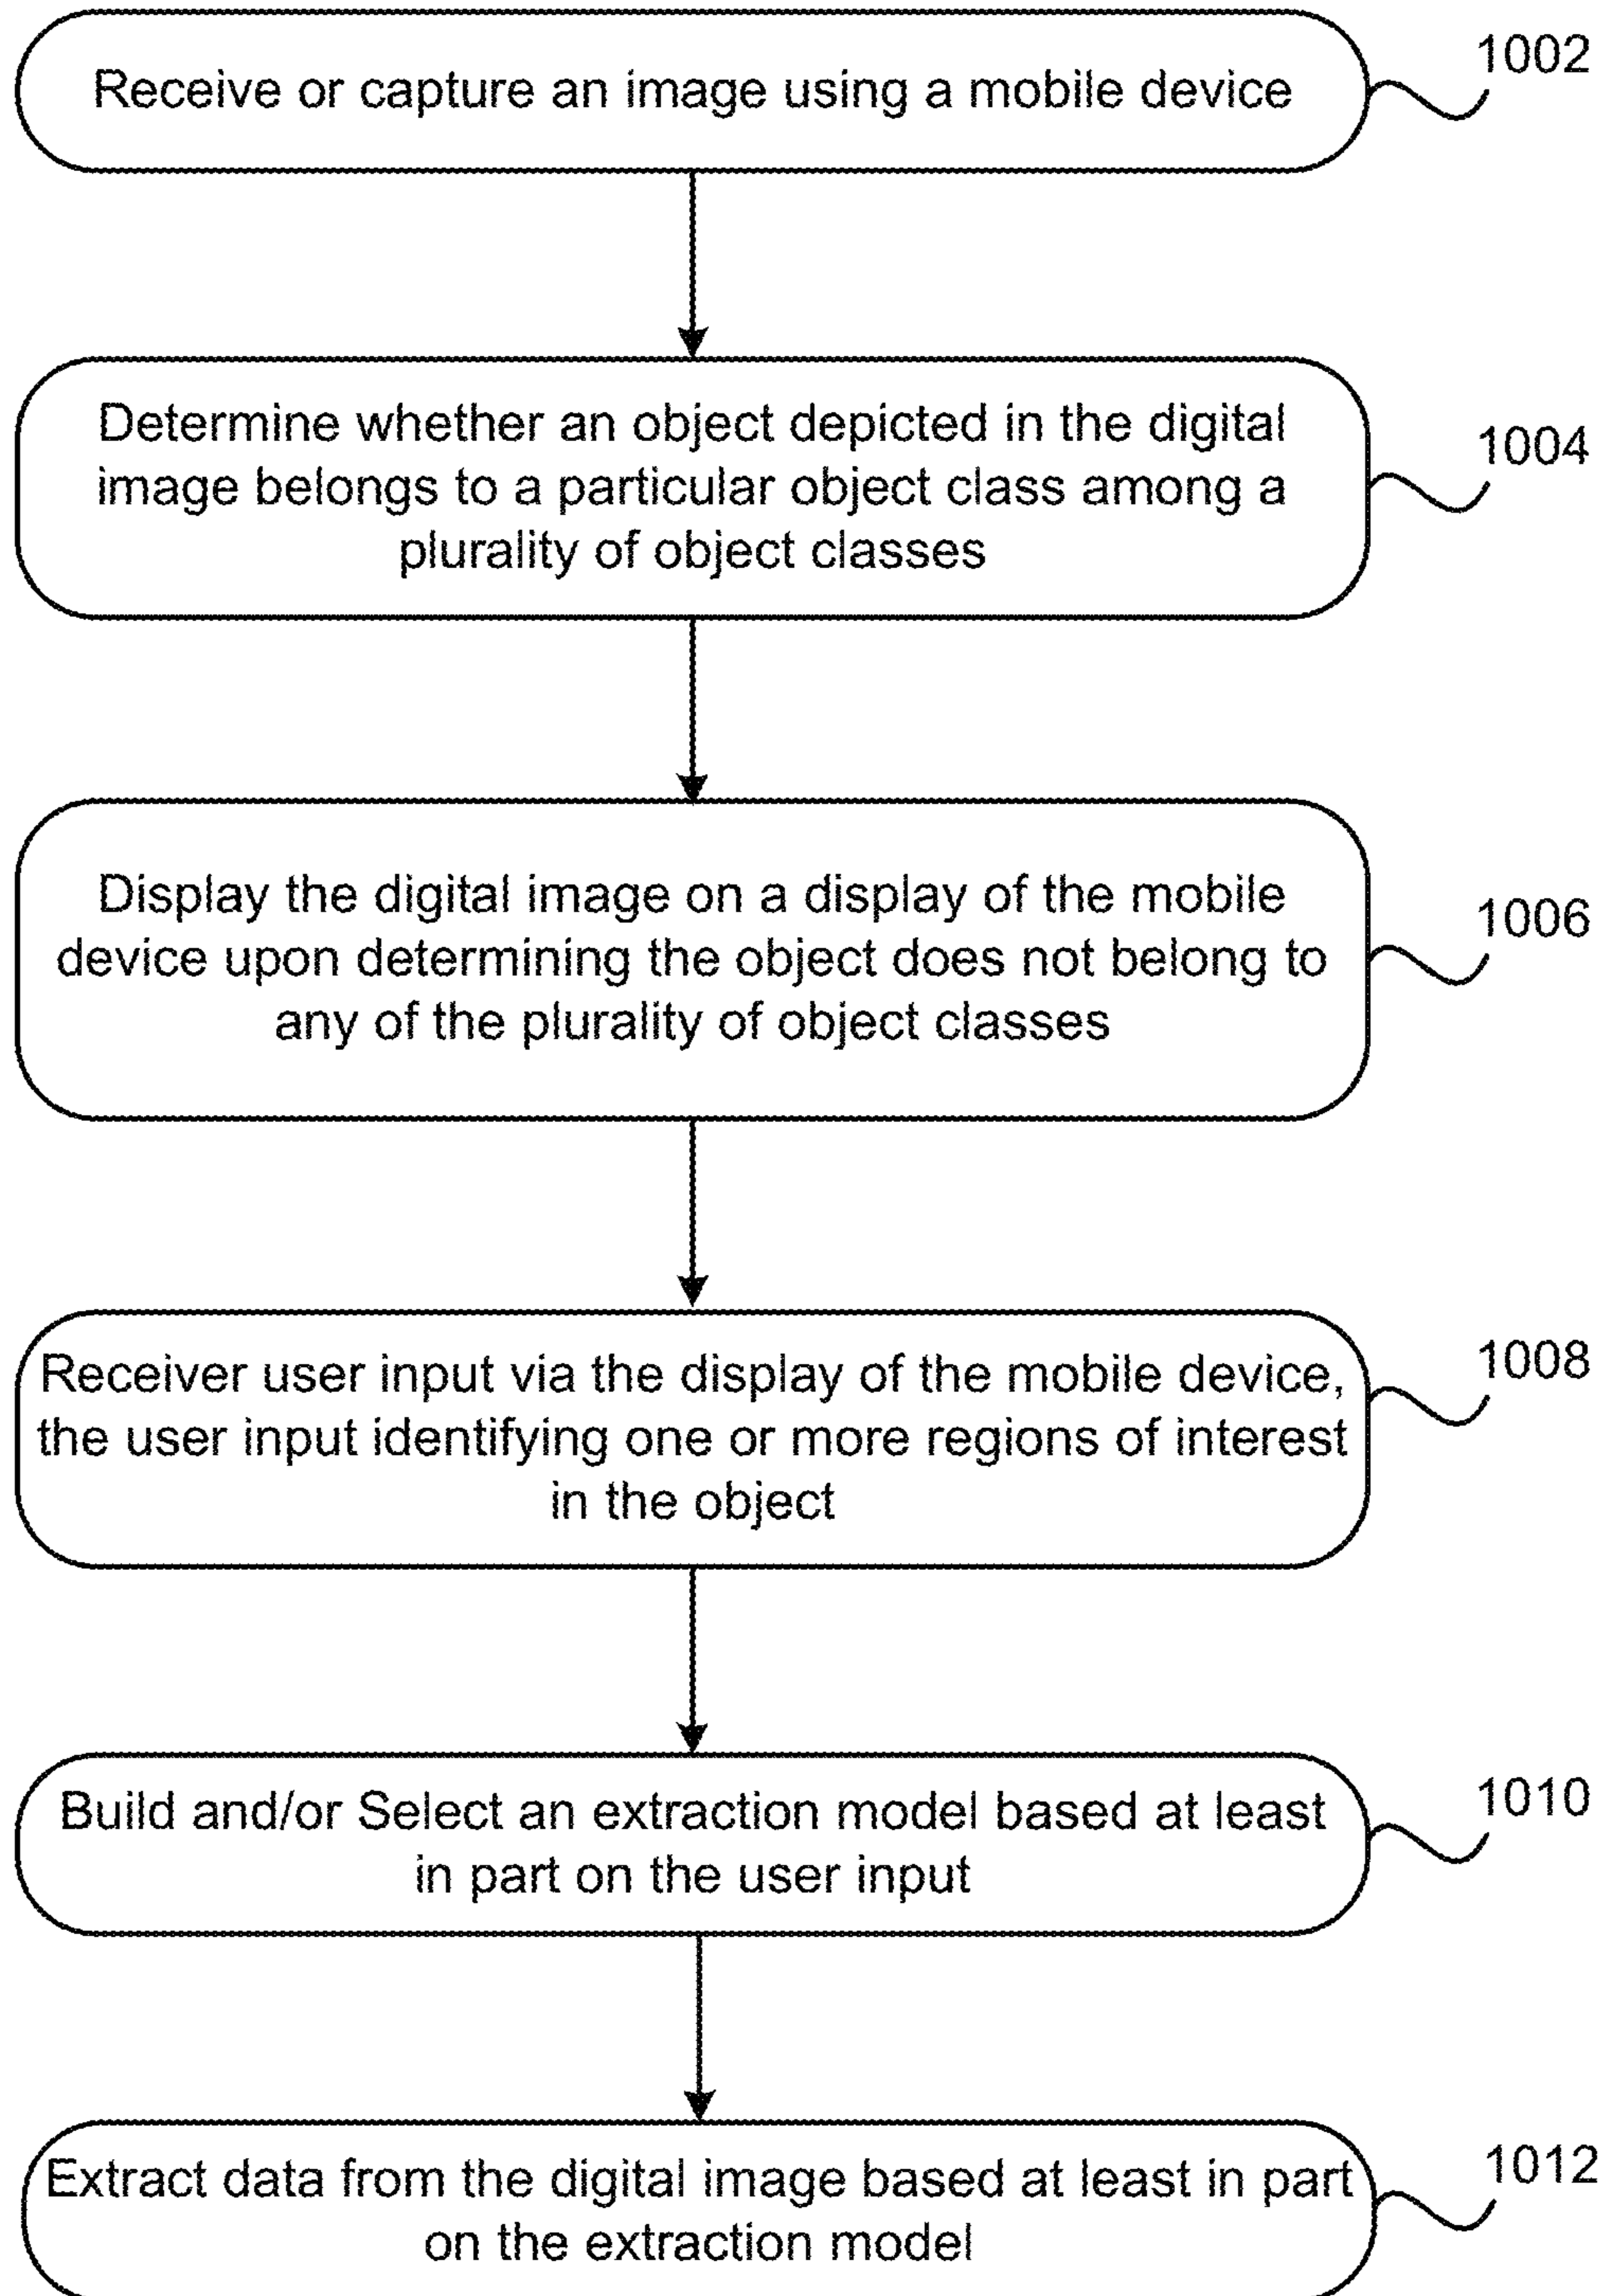 Receive or capture an image using a mobile device
1002
Determine whether an object depicted in the digital
image belongs to a particular object class among a
plurality of object classes
1004
Display the digital image on a display of the mobile
device upon determining the object does not belong to
any of the plurality of object classes
1006
Receiver user input via the display of the mobile device,
the user input identifying one or more regions of interest
in the object
1008
Build and/or Select an extraction model based at least
in part on the user input
1010
Extract data from the digital image based at least in part
on the extraction model
1012